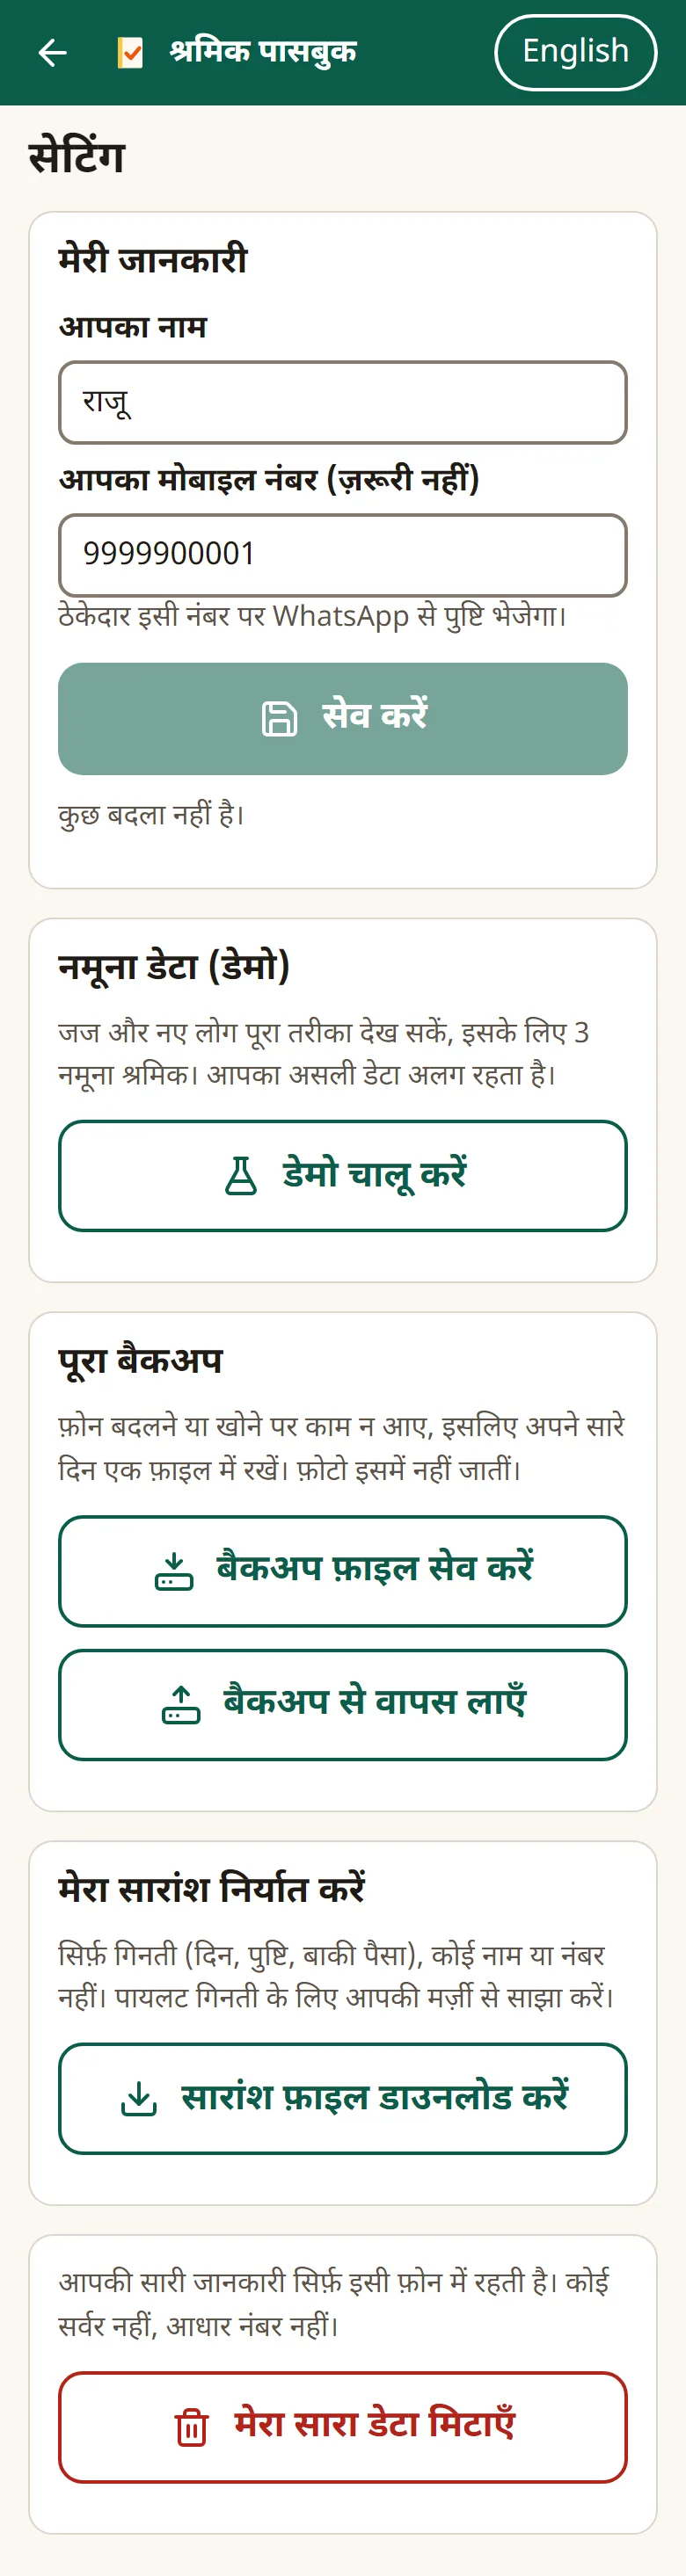 श्रमिक पासबुक
English
सेटिंग
मेरी जानकारी
आपका नाम
राजू
आपका मोबाइल नंबर (ज़रूरी नहीं)
9999900001
ठेकेदार इसी नंबर पर WhatsApp से पुष्टि भेजेगा।
सेव करें
कुछ बदला नहीं है।
नमूना डेटा (डेमो)
जज और नए लोग पूरा तरीका देख सकें, इसके लिए 3
नमूना श्रमिक। आपका असली डेटा अलग रहता है।
डेमो चालू करें
पूरा बैकअप
फ़ोन बदलने या खोने पर काम न आए, इसलिए अपने सारे
दिन एक फ़ाइल में रखें। फ़ोटो इसमें नहीं जातीं।
बैकअप फ़ाइल सेव करें
बैकअप से वापस लाएँ
मेरा सारांश निर्यात करें
सिर्फ़ गिनती (दिन, पुष्टि, बाकी पैसा), कोई नाम या नंबर
नहीं। पायलट गिनती के लिए आपकी मर्ज़ी से साझा करें।
सारांश फ़ाइल डाउनलोड करें
आपकी सारी जानकारी सिर्फ़ इसी फ़ोन में रहती है। कोई
सर्वर नहीं, आधार नंबर नहीं।
मेरा सारा डेटा मिटाएँ